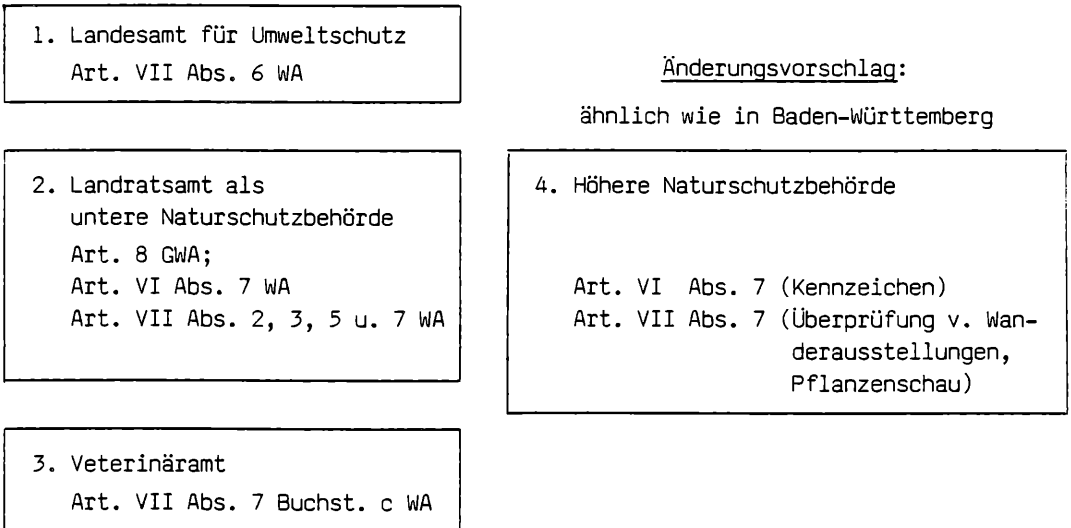 1. Landesamt für Umweltschutz
Art. VII Abs. 6 WA
2. Landratsamt als
untere Naturschutzbehörde
Art. 8 GWA;
Art. VI Abs. 7 WA
Art. VII Abs. 2, 3, 5 u. 7 WA
3. Veterinäramt
Art. VII Abs. 7 Buchst. c WA
Änderungsvorschlag:
ähnlich wie in Baden-Württemberg
4. Höhere Naturschutzbehörde
Art. VI Abs. 7 (Kennzeichen)
Art. VII Abs. 7 (Überprüfung v. Wan-
derausstellungen,
Pflanzenschau)